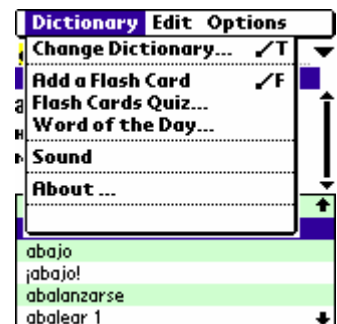 Dictionary Edit Options
Change Dictionary... ✓T
Add a Flash Card ✓F
Flash Cards Quiz...
Word of the Day...
Sound
About ...
abajo
¡abajo!
abalanzarse
abalear 1